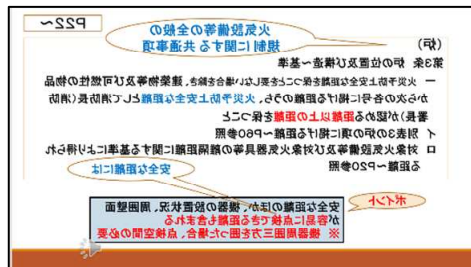 P22~
火気設備等の全般の
規制に関する共通事項
(炉)
第3条 炉の位置及び構造~基準
一 火災予防上安全な距離を保つことを要しない場合を除き、建築物等及び可燃性の物品
から次の各号に掲げる距離のうち、火災予防上安全な距離として消防長（消防
署長）が認める距離以上の距離を保つこと
イ 別表3の炉の項に掲げる距離~P60参照
ロ 対象火気設備等及び対象火気器具等の離隔距離に関する基準により得られ
る距離~P20参照
安全な距離には
ポイント
安全な距離のほか、機器の設置状況、周囲壁面
が容易に点検できる距離も含まれる
※ 機器周囲三方を囲った場合、点検空間の必要